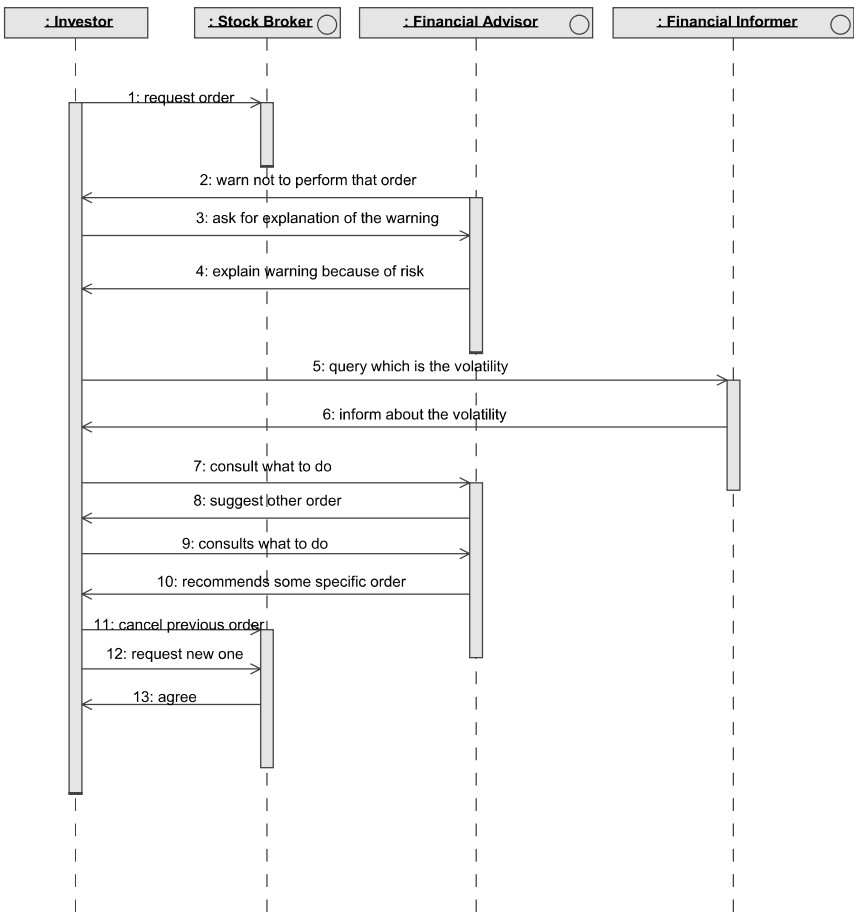 : Investor
: Stock Broker
: Financial Advisor
: Financial Informer
1: request order
2: warn not to perform that order
3: ask for explanation of the warning
4: explain warning because of risk
5: query which is the volatility
6: inform about the volatility
7: consult what to do
8: suggest other order
9: consults what to do
10: recommends some specific order
11: cancel previous order
12: request new one
13: agree